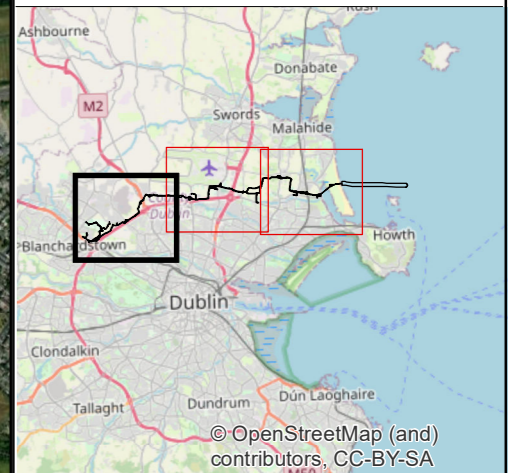 Rush
Ashbourne
Donabate
M2
Swords
Malahide
Dublin
Blanchardstown
Howth
Dublin
Clondalkin
Dún Laoghaire
Tallaght
Dundrum
© OpenStreetMap (and)
contributors, CC-BY-SA
M50